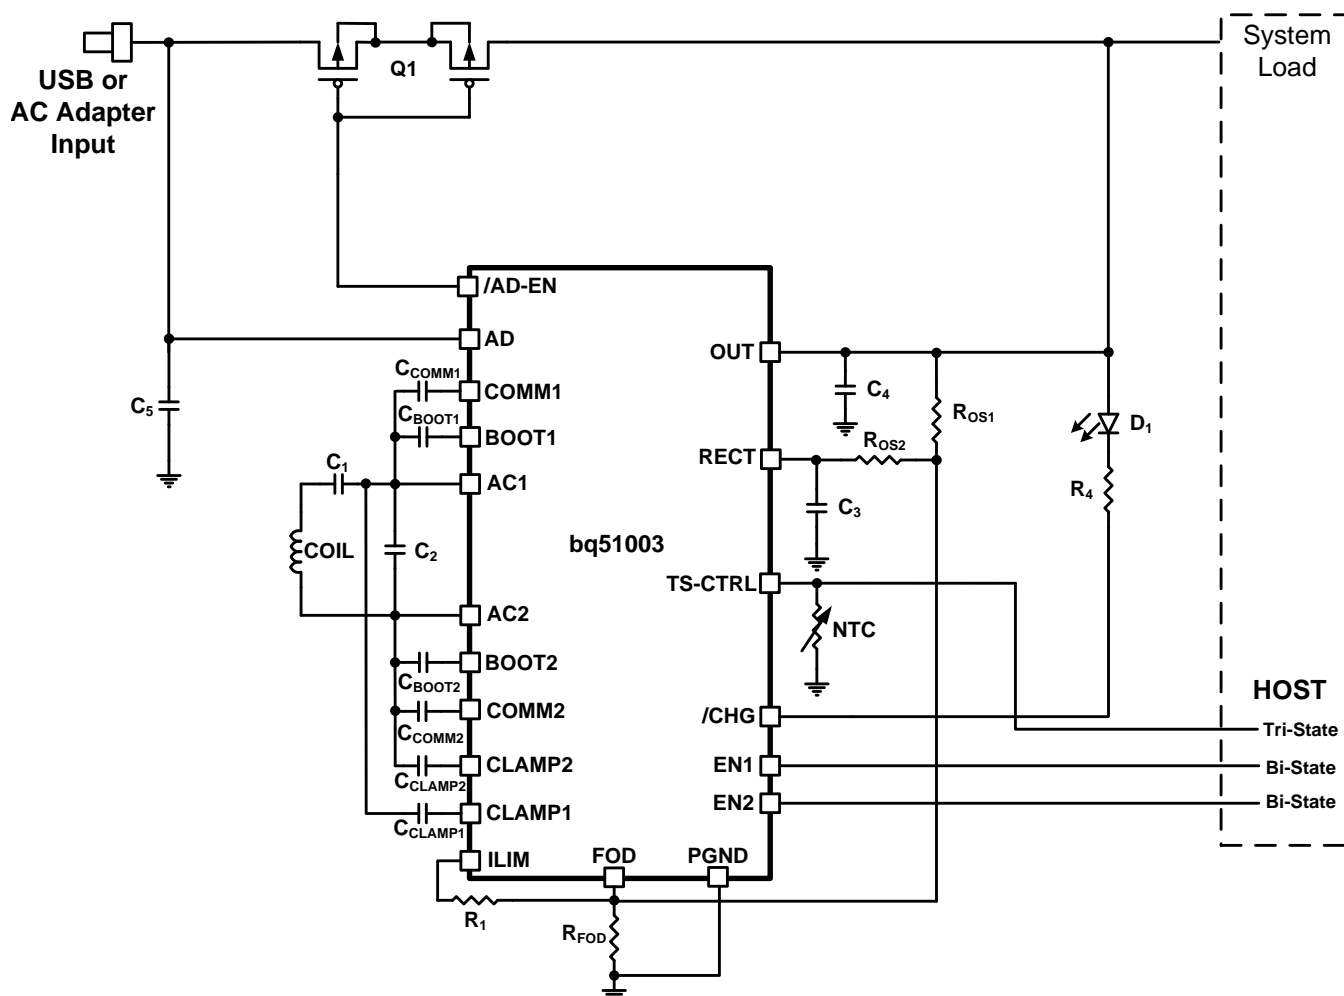 System
Load
USB or
AC Adapter
Input
Q1
/AD-EN
AD
OUT
C5
CCOMM1
COMM1
C4
ROS1
D1
CBOOT1
BOOT1
ROS2
RECT
C1
AC1
R4
C3
COIL
C2
bq51003
TS-CTRL
AC2
NTC
BOOT2
CBOOT2
HOST
COMM2
/CHG
CCOMM2
Tri-State
CLAMP2
EN1
Bi-State
CCLAMP2
EN2
Bi-State
CLAMP1
CCLAMP1
ILIM
FOD
PGND
R1
RFOD